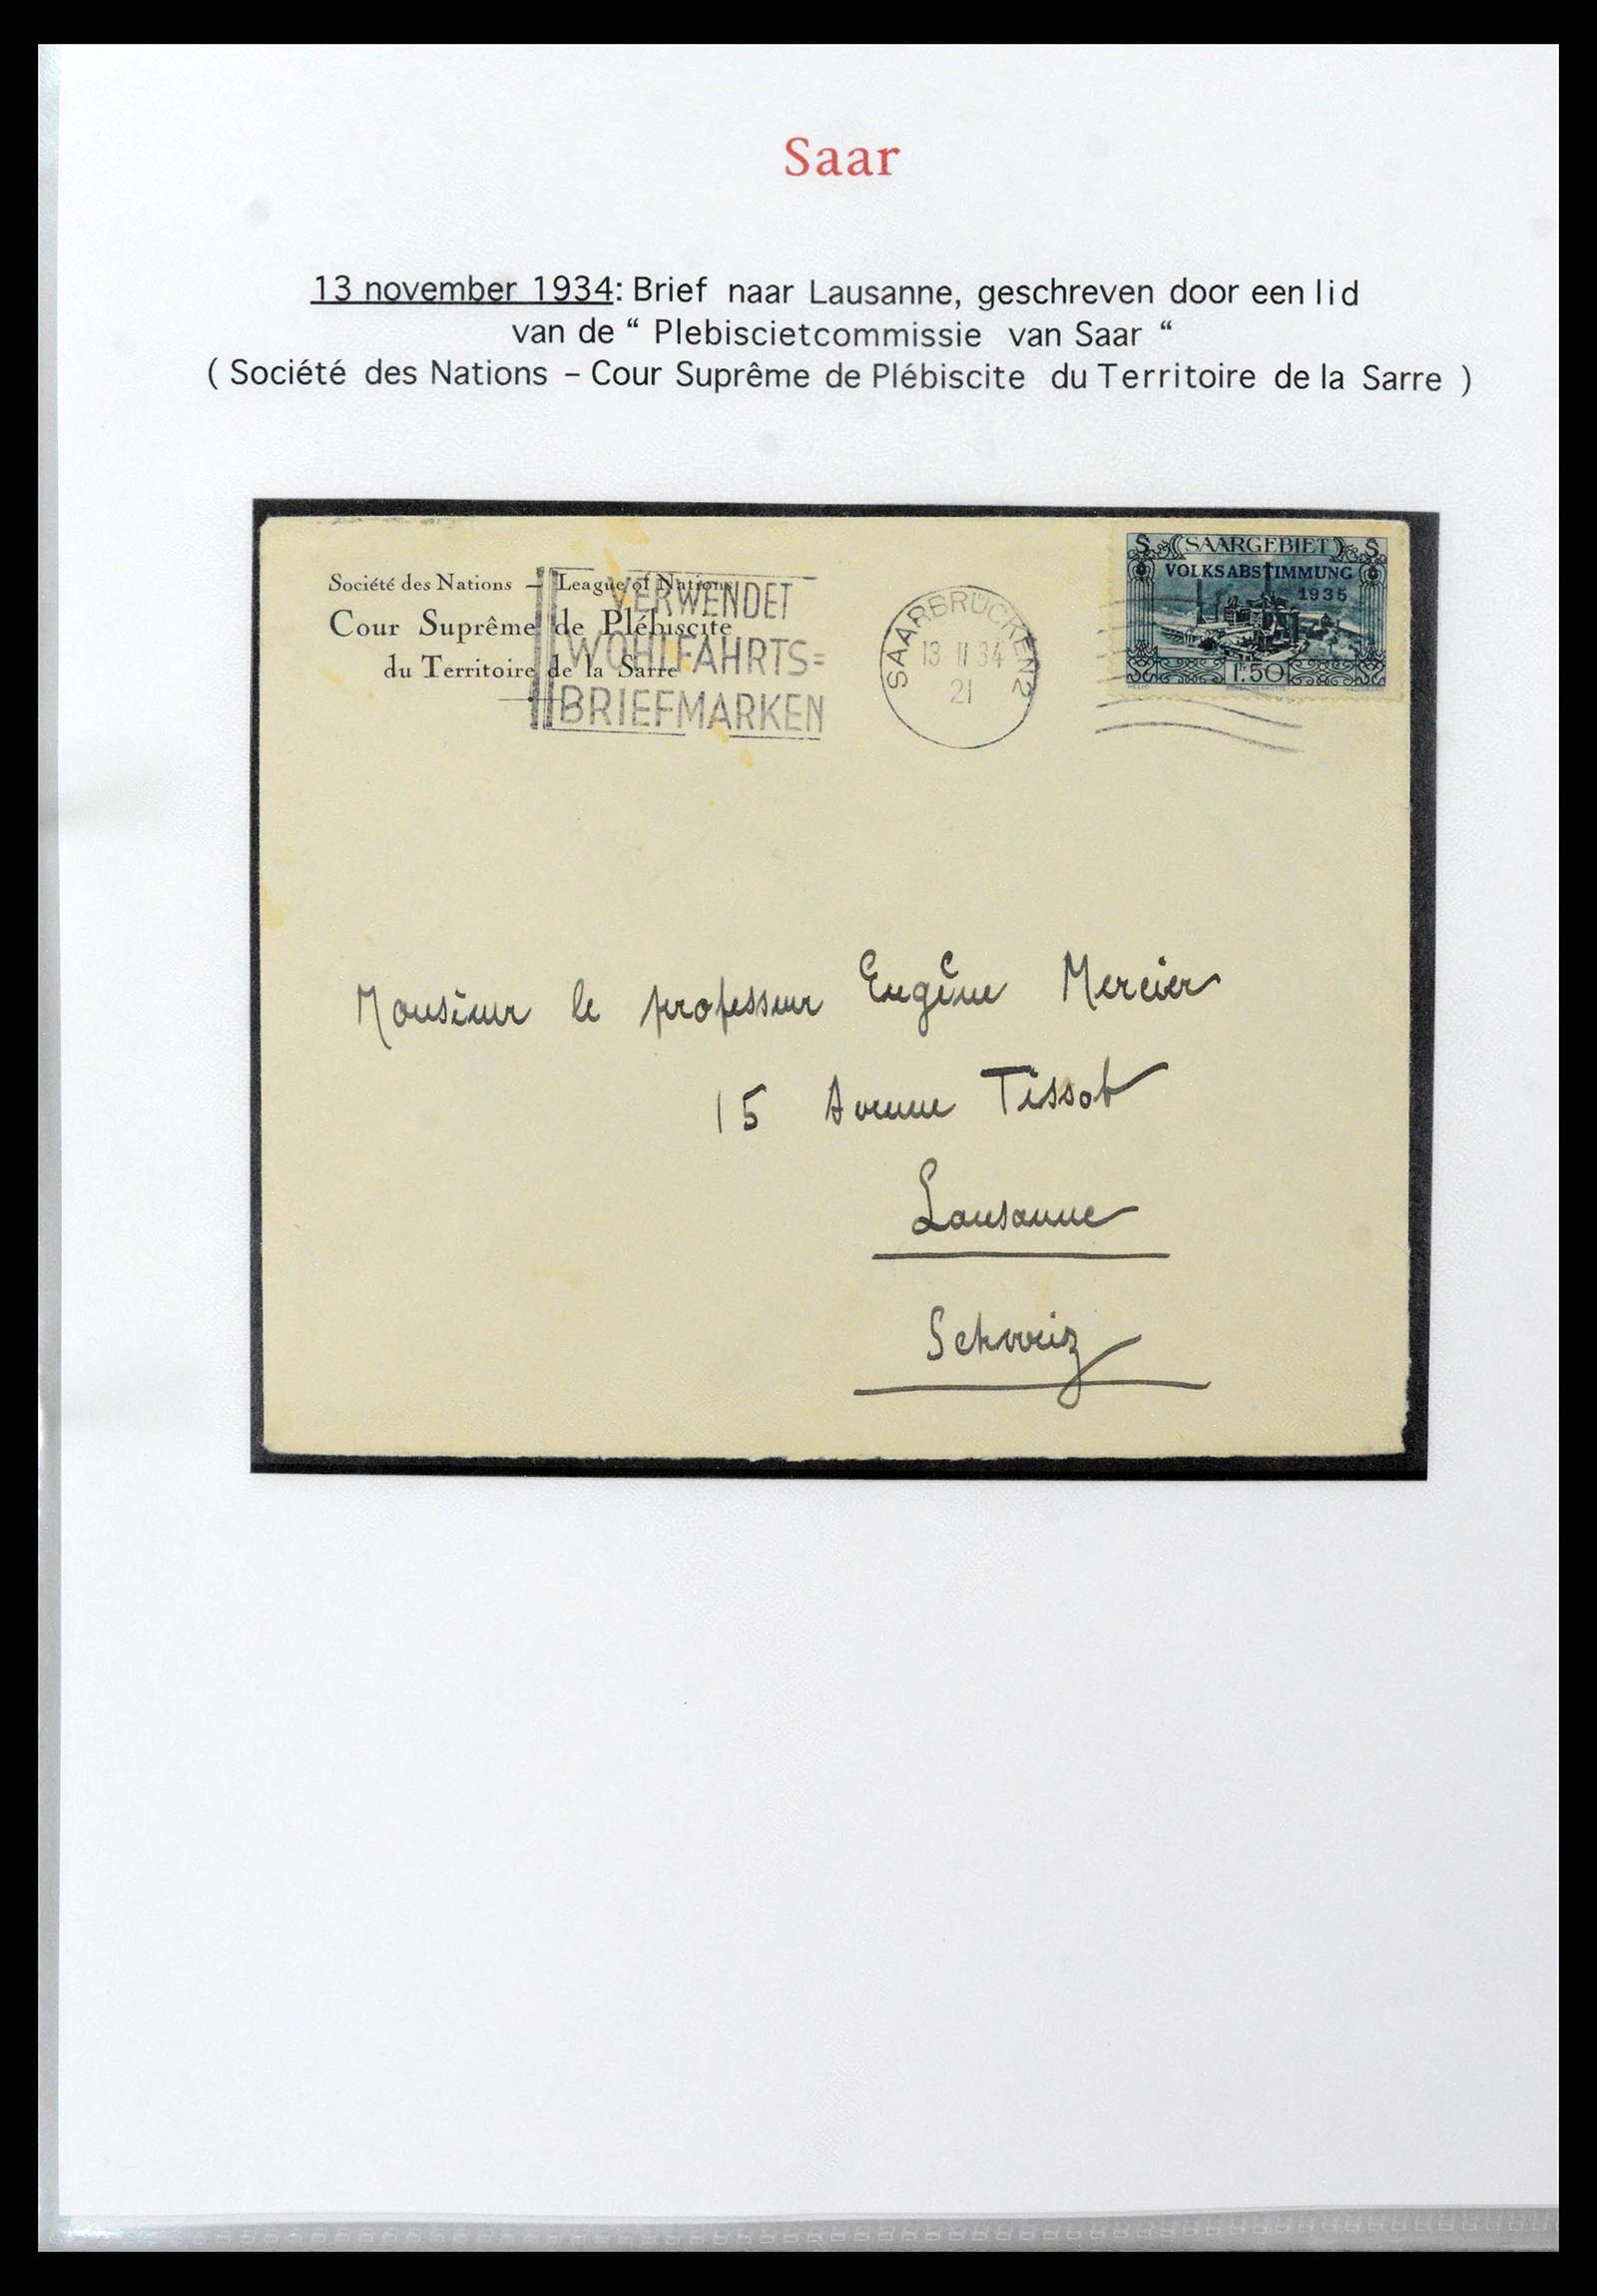 Saar
13 november 1934: Brief naar Lausanne, geschreven door een lid
van de “ Plebiscietcommissie van Saar “
( Société des Nations – Cour Suprême de Plébiscite du Territoire de la Sarre )
Société des Nations — League of Nations
Cour Suprême de Plébiscite
du Territoire de la Sarre
VERWENDET
WOHLFAHRTS=
BRIEFMARKEN
SAARBRÜCKEN 2
13 11 34
21
S SAARGEBIET S
VOLKSABSTIMMUNG
1935
1F.50
Monsieur le professeur Eugène Mercier
15 Avenue Tissot
Lausanne
Schweiz